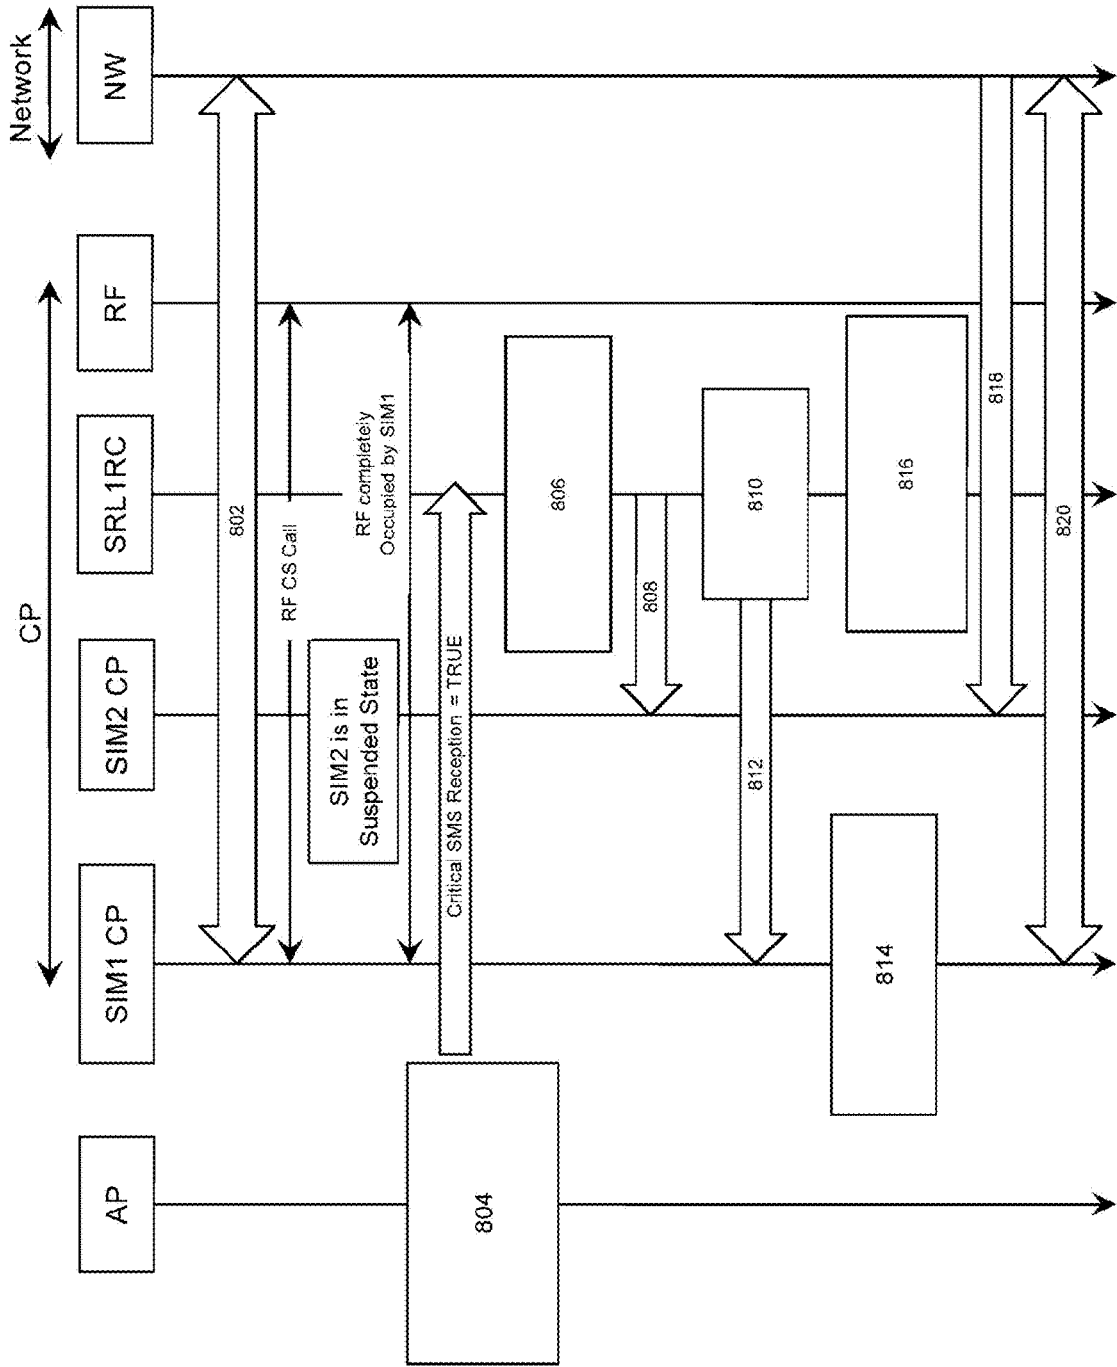 CP
Network
AP
SIM1 CP
SIM2 CP
SRL1RC
RF
NW
802
RF CS Call
SIM2 is in
Suspended State
RF completely
Occupied by SIM1
804
Critical SMS Reception = TRUE
806
808
810
812
814
816
818
820